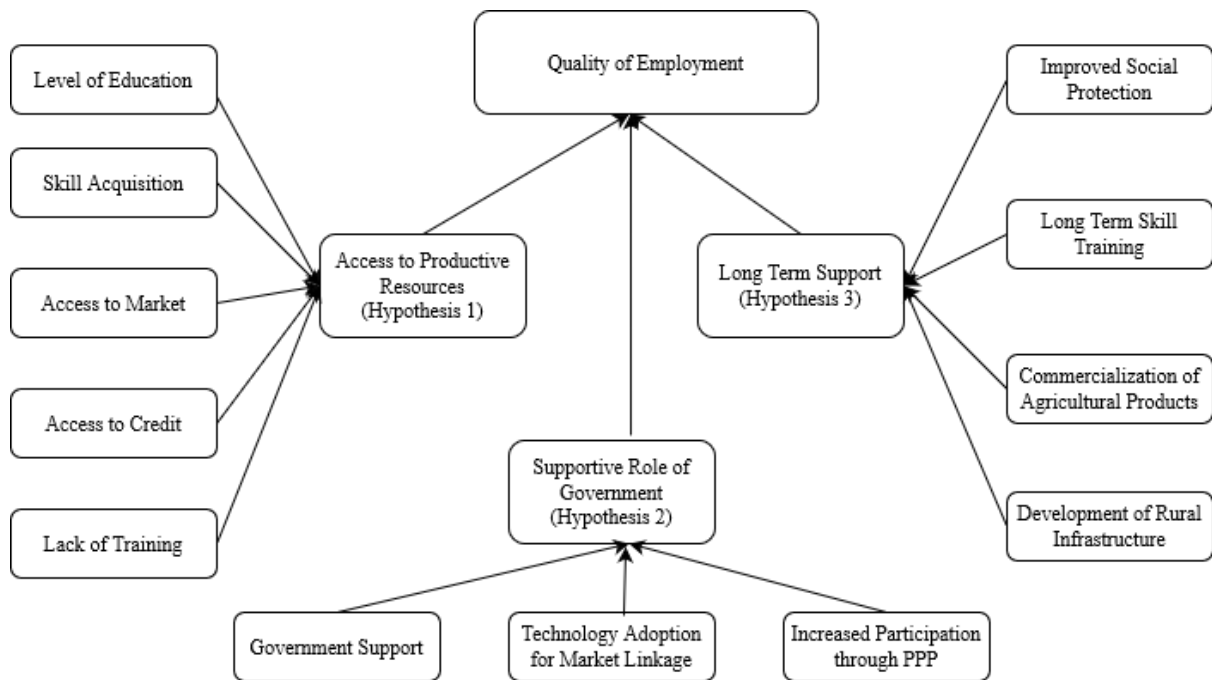 Quality of Employment
Level of Education
Skill Acquisition
Access to Market
Access to Credit
Lack of Training
Access to Productive
Resources
(Hypothesis 1)
Long Term Support
(Hypothesis 3)
Improved Social
Protection
Long Term Skill
Training
Commercialization of
Agricultural Products
Development of Rural
Infrastructure
Supportive Role of
Government
(Hypothesis 2)
Government Support
Technology Adoption
for Market Linkage
Increased Participation
through PPP